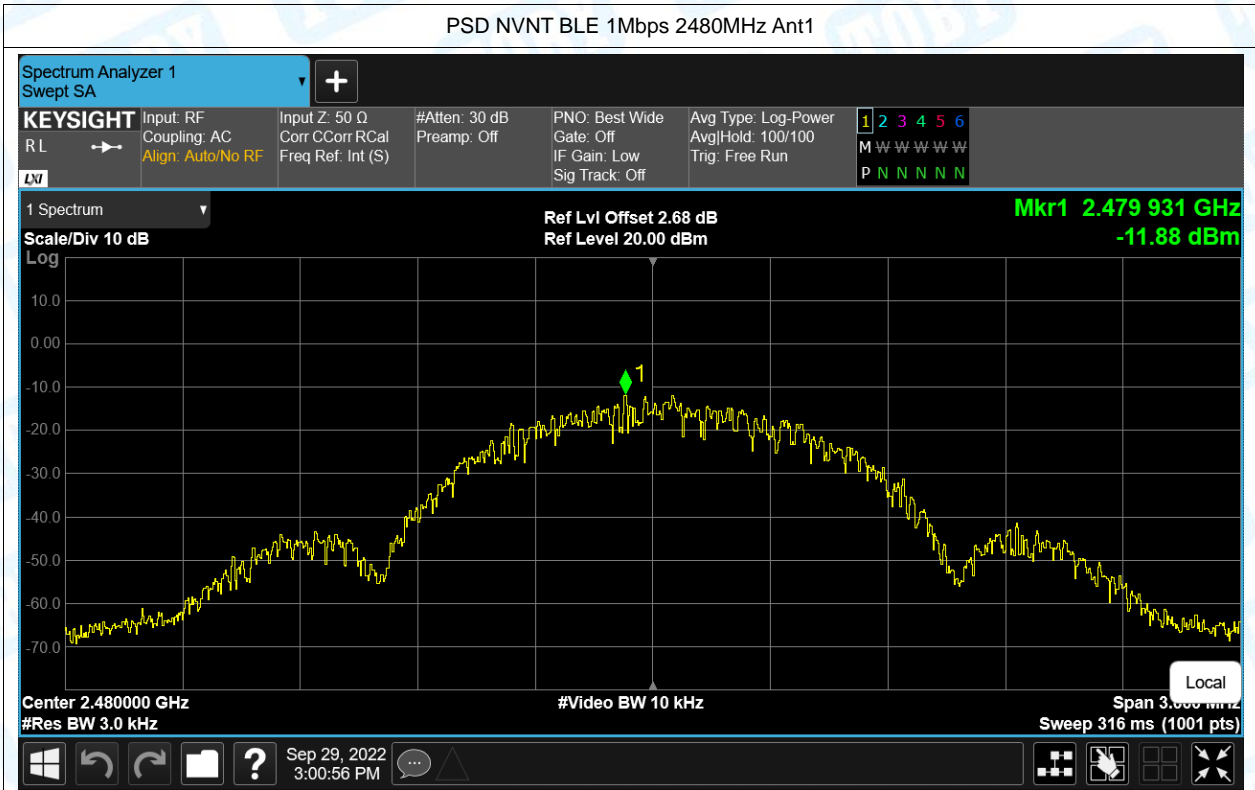 PSD NVNT BLE 1Mbps 2480MHz Ant1
Spectrum Analyzer 1
Swept SA
KEYSIGHT
R L
LXI
Input: RF
Coupling: AC
Align: Auto/No RF
Input Z: 50 Ω
Corr CCorr RCal
Freq Ref: Int (S)
#Atten: 30 dB
Preamp: Off
PNO: Best Wide
Gate: Off
IF Gain: Low
Sig Track: Off
Avg Type: Log-Power
Avg|Hold: 100/100
Trig: Free Run
1 2 3 4 5 6
M W W W W W
P N N N N N
1 Spectrum
Scale/Div 10 dB
Log
Ref Lvl Offset 2.68 dB
Ref Level 20.00 dBm
Mkr1 2.479 931 GHz
-11.88 dBm
1
10.0
0.00
-10.0
-20.0
-30.0
-40.0
-50.0
-60.0
-70.0
Local
Center 2.480000 GHz
#Video BW 10 kHz
Span 3.000 MHz
#Res BW 3.0 kHz
Sweep 316 ms (1001 pts)
?
Sep 29, 2022
3:00:56 PM